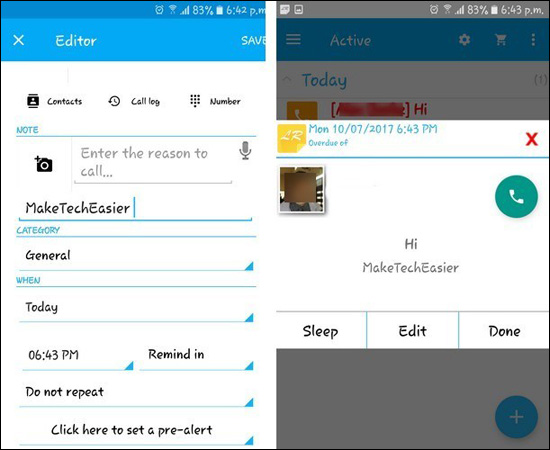 83% 6:42 p.m.
Editor SAVE
Contacts Call log Number
NOTE
Enter the reason to
call...
MakeTechEasier
CATEGORY
General
WHEN
Today
06:43 PM Remind in
Do not repeat
Click here to set a pre-alert
83% 6:43 p.m.
Active
Today (1)
Hi
LR Mon 10/07/2017 6:43 PM X
Overdue of
Hi
MakeTechEasier
Sleep Edit Done